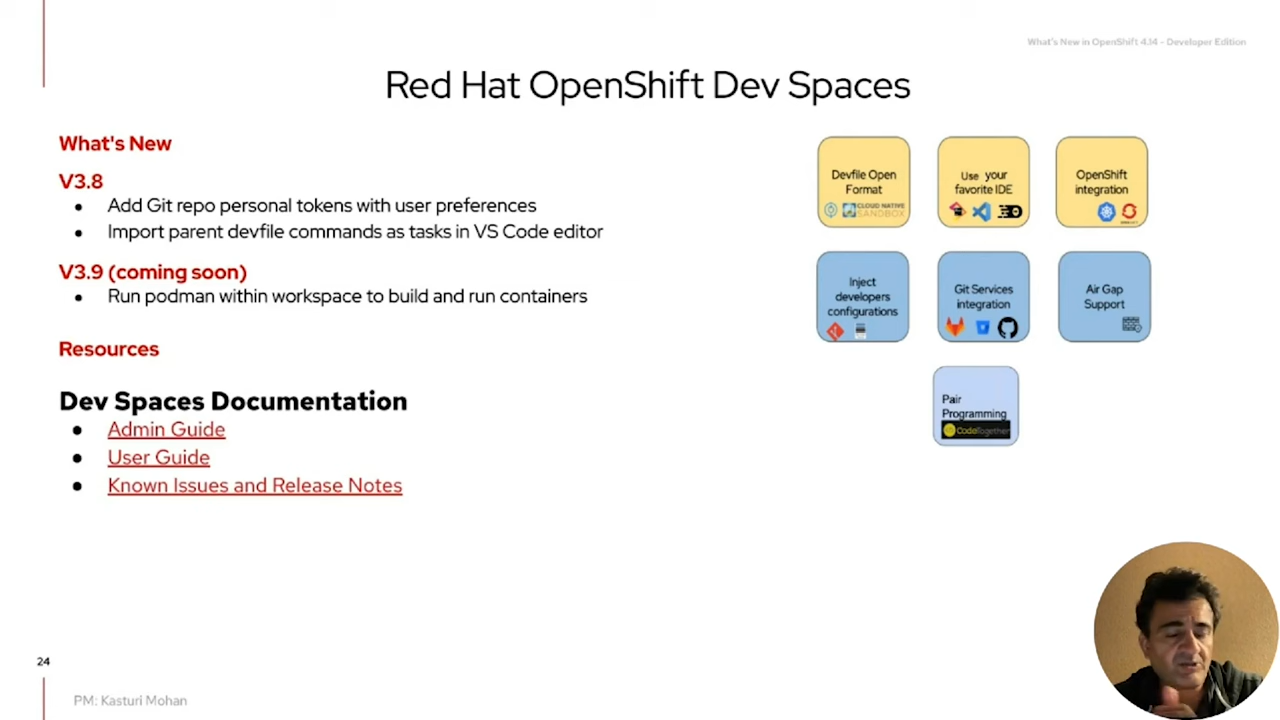 What's New in OpenShift 4.14 - Developer Edition
Red Hat OpenShift Dev Spaces
What's New
V3.8
Add Git repo personal tokens with user preferences
Import parent devfile commands as tasks in VS Code editor
V3.9 (coming soon)
Run podman within workspace to build and run containers
Resources
Dev Spaces Documentation
Admin Guide
User Guide
Known Issues and Release Notes
Devfile Open
Format
CLOUD NATIVE
SANDBOX
Use your
favorite IDE
OpenShift
integration
Inject
developers
configurations
Git Services
integration
Air Gap
Support
Pair
Programming
CodeTogether
24
PM: Kasturi Mohan